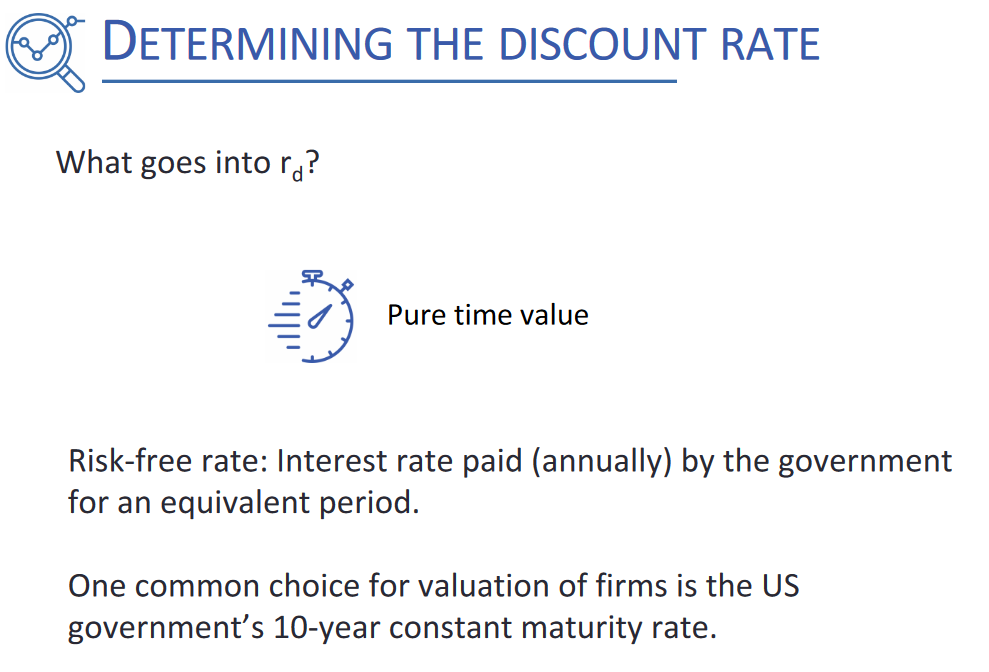 DETERMINING THE DISCOUNT RATE
What goes into rd?
Pure time value
Risk-free rate: Interest rate paid (annually) by the government
for an equivalent period.
One common choice for valuation of firms is the US
government’s 10-year constant maturity rate.